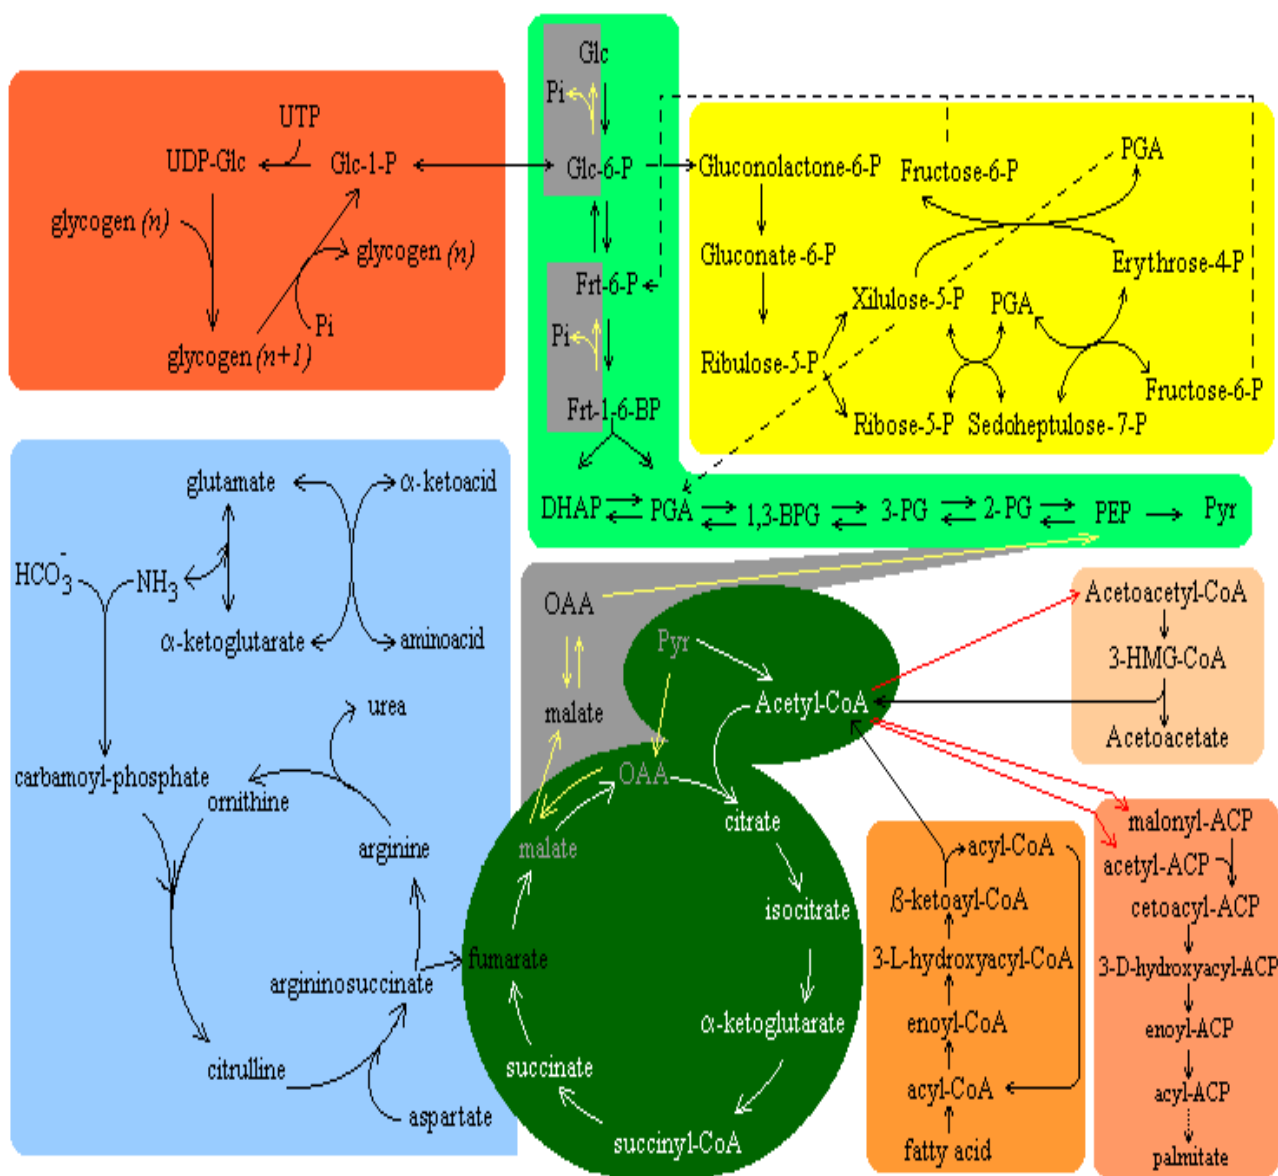 Glc
Pi
UTP
UDP-Glc
Glc-1-P
glycogen (n)
glycogen (n)
Pi
glycogen (n+1)
Glc-6-P
Frt-6-P
Pi
Frt-1-6-BP
DHAP
PGA
1,3-BPG
3-PG
2-PG
PEP
Pyr
Gluconolactone-6-P
Fructose-6-P
PGA
Gluconate-6-P
Erythrose-4-P
Xilulose-5-P
PGA
Ribulose-5-P
Fructose-6-P
Ribose-5-P
Sedoheptulose-7-P
glutamate
α-ketoacid
HCO3-
NH3
α-ketoglutarate
aminoacid
urea
carbamoyl-phosphate
ornithine
arginine
argininosuccinate
citrulline
aspartate
OAA
malate
Pyr
Acetyl-CoA
OAA
citrate
malate
isocitrate
fumarate
α-ketoglutarate
succinate
succinyl-CoA
Acetoacetyl-CoA
3-HMG-CoA
Acetoacetate
acyl-CoA
ß-ketoayl-CoA
3-L-hydroxyacyl-CoA
enoyl-CoA
acyl-CoA
fatty acid
malonyl-ACP
acetyl-ACP
cetoacyl-ACP
3-D-hydroxyacyl-ACP
enoyl-ACP
acyl-ACP
palmitate